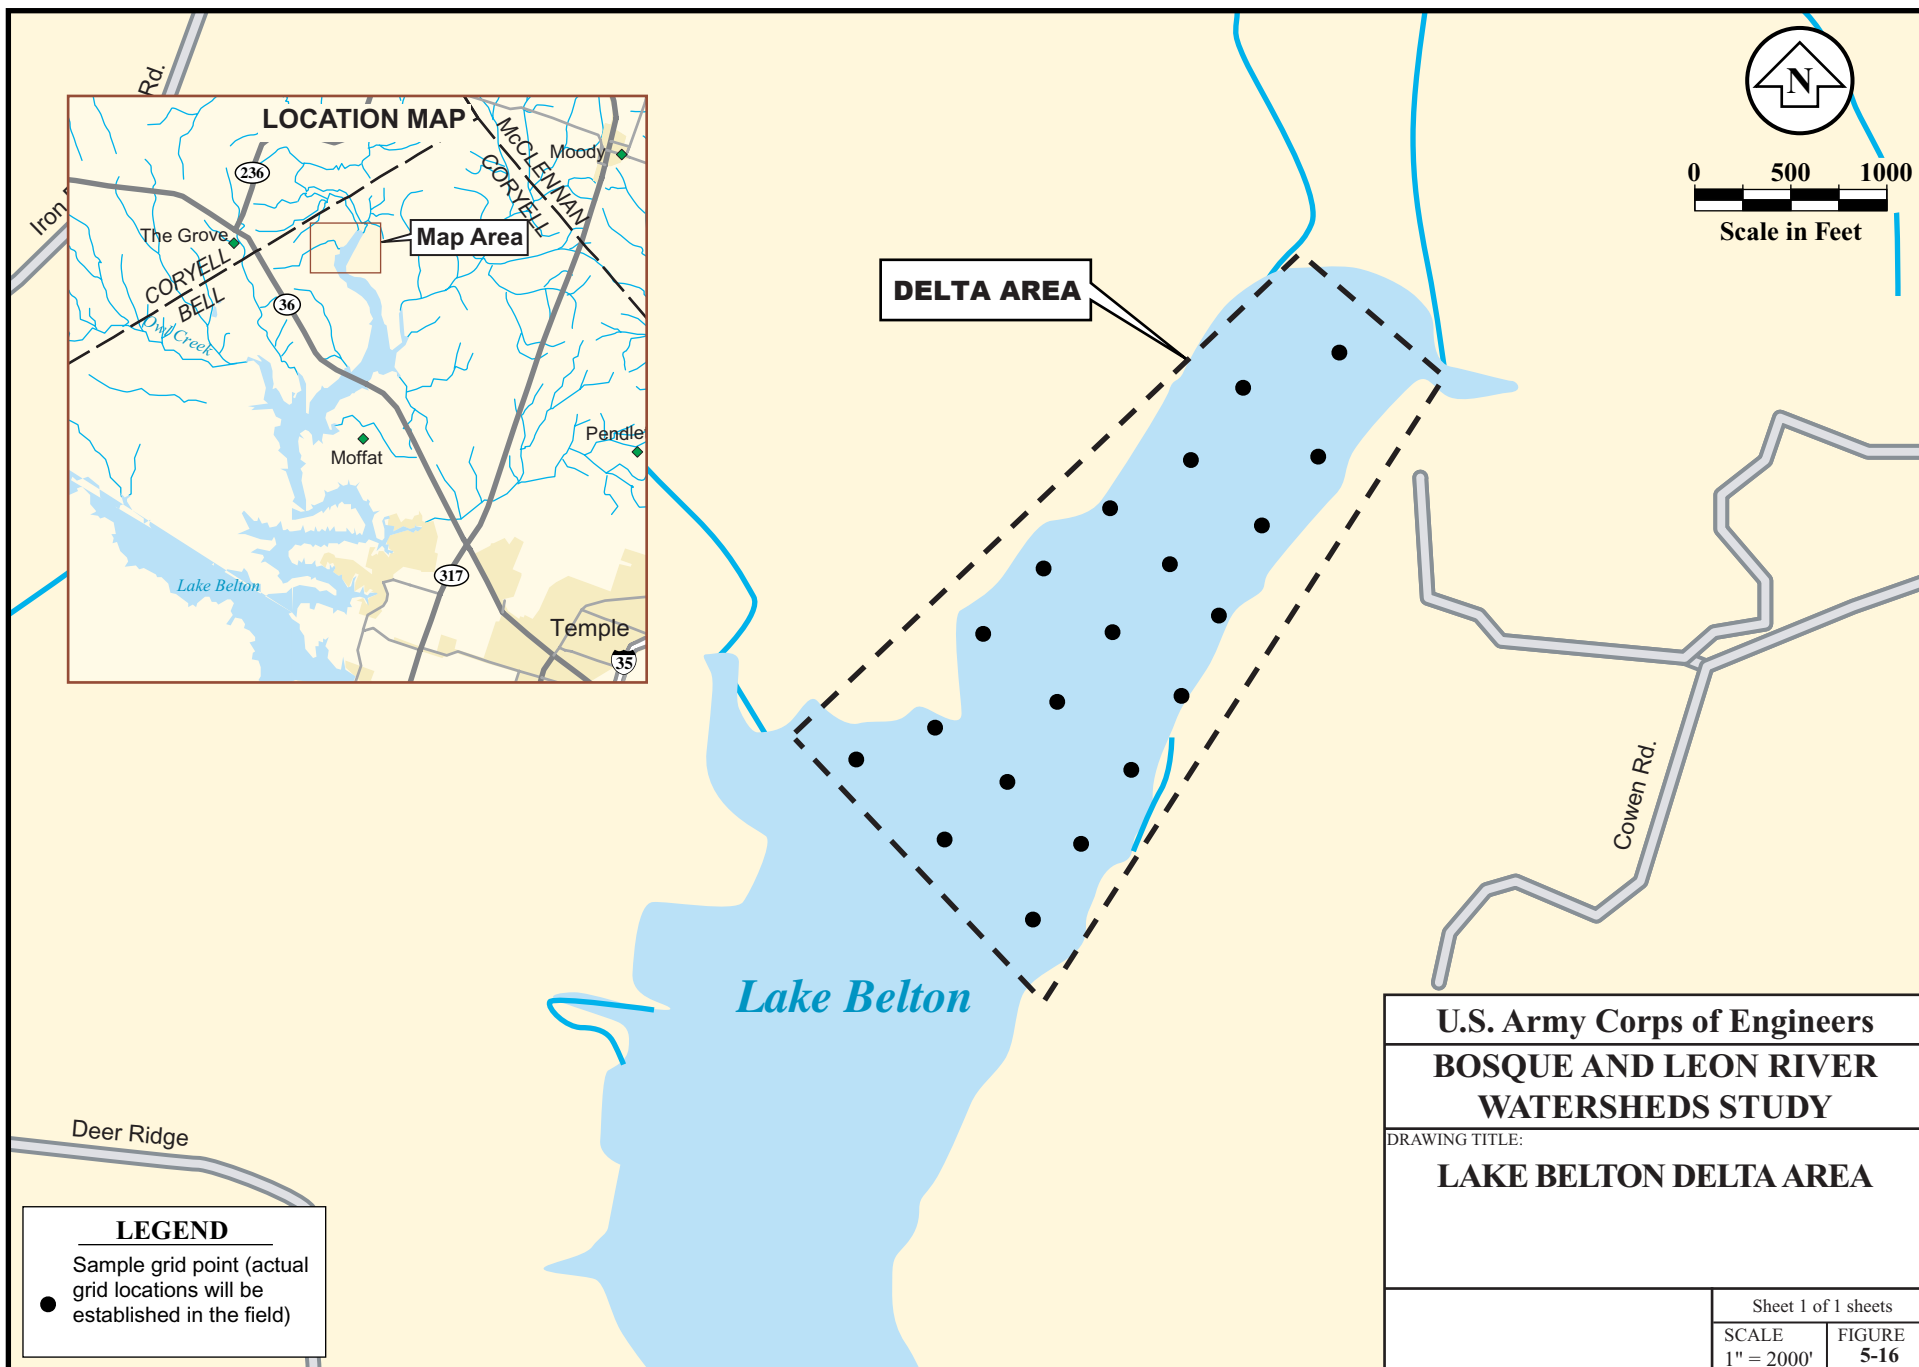 Rd.
Iron
LOCATION MAP
236
McCLENNAN
CORYELL
Moody
The Grove
Map Area
CORYELL
BELL
36
Owl Creek
Moffat
Pendle
Lake Belton
317
Temple
35
N
0 500 1000
Scale in Feet
DELTA AREA
Cowen Rd.
Lake Belton
Deer Ridge
LEGEND
Sample grid point (actual
grid locations will be
established in the field)
U.S. Army Corps of Engineers
BOSQUE AND LEON RIVER
WATERSHEDS STUDY
DRAWING TITLE:
LAKE BELTON DELTA AREA
Sheet 1 of 1 sheets
SCALE
1" = 2000'
FIGURE
5-16